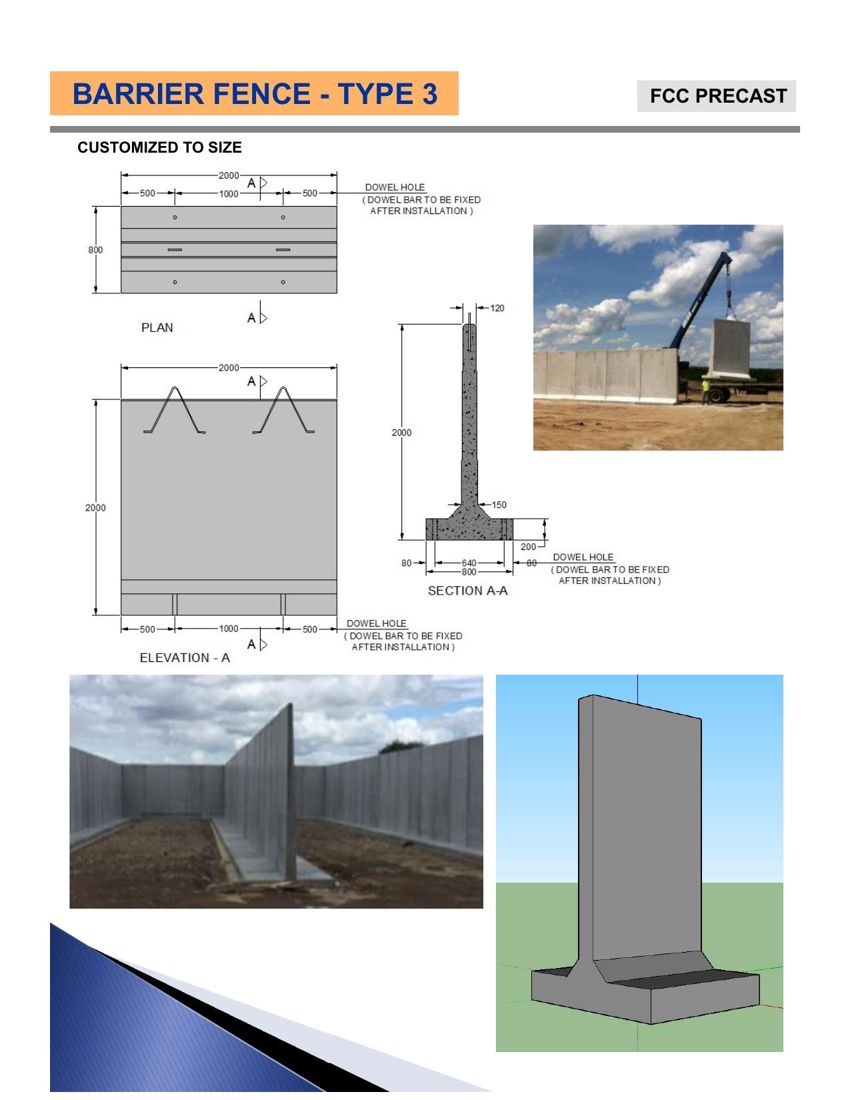 BARRIER FENCE - TYPE 3
FCC PRECAST
CUSTOMIZED TO SIZE
2000
A
500
1000
500
DOWEL HOLE
( DOWEL BAR TO BE FIXED
AFTER INSTALLATION )
800
A
PLAN
2000
A
2000
500
1000
500
A
DOWEL HOLE
( DOWEL BAR TO BE FIXED
AFTER INSTALLATION )
ELEVATION - A
120
2000
150
200
80
640
80
800
DOWEL HOLE
( DOWEL BAR TO BE FIXED
AFTER INSTALLATION )
SECTION A-A